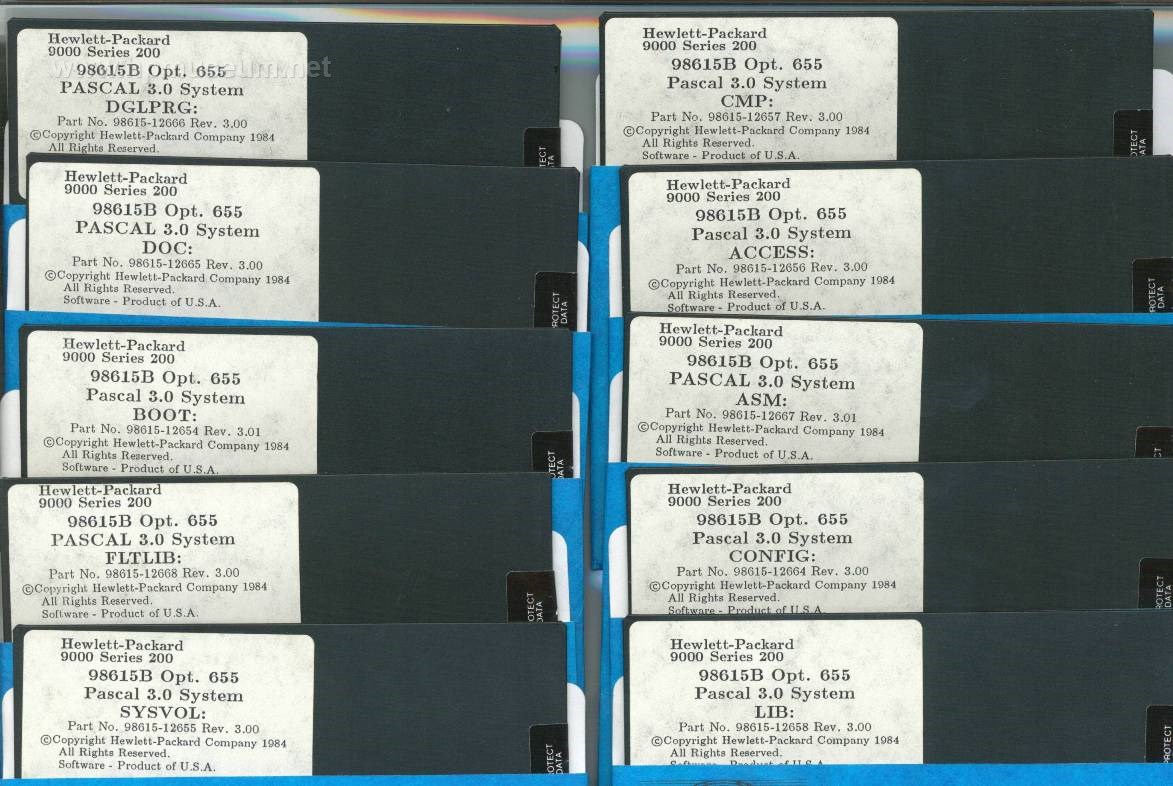 Hewlett-Packard
9000 Series 200
98615B Opt. 655
PASCAL 3.0 System
DGLPRG:
Part No. 98615-12666 Rev. 3.00
©Copyright Hewlett-Packard Company 1984
All Rights Reserved.
TECT
DATA
Hewlett-Packard
9000 Series 200
98615B Opt. 655
PASCAL 3.0 System
DOC:
Part No. 98615-12665 Rev. 3.00
©Copyright Hewlett-Packard Company 1984
All Rights Reserved.
Software - Product of U.S.A.
ROTECT
DATA
Hewlett-Packard
9000 Series 200
98615B Opt. 655
Pascal 3.0 System
BOOT:
Part No. 98615-12654 Rev. 3.01
©Copyright Hewlett-Packard Company 1984
All Rights Reserved.
Software - Product of U.S.A.
OTECT
DATA
Hewlett-Packard
9000 Series 200
98615B Opt. 655
PASCAL 3.0 System
FLTLIB:
Part No. 98615-12668 Rev. 3.00
©Copyright Hewlett-Packard Company 1984
All Rights Reserved.
Software - Product of U.S.A.
OTECT
DATA
Hewlett-Packard
9000 Series 200
98615B Opt. 655
Pascal 3.0 System
SYSVOL:
Part No. 98615-12655 Rev. 3.00
©Copyright Hewlett-Packard Company 1984
All Rights Reserved.
Software - Product of U.S.A.
OTECT
DATA
Hewlett-Packard
9000 Series 200
98615B Opt. 655
Pascal 3.0 System
CMP:
Part No. 98615-12657 Rev. 3.00
©Copyright Hewlett-Packard Company 1984
All Rights Reserved.
Software - Product of U.S.A.
OTECT
DATA
Hewlett-Packard
9000 Series 200
98615B Opt. 655
Pascal 3.0 System
ACCESS:
Part No. 98615-12656 Rev. 3.00
©Copyright Hewlett-Packard Company 1984
All Rights Reserved.
Software - Product of U.S.A.
ROTECT
DATA
Hewlett-Packard
9000 Series 200
98615B Opt. 655
PASCAL 3.0 System
ASM:
Part No. 98615-12667 Rev. 3.01
©Copyright Hewlett-Packard Company 1984
All Rights Reserved.
Software - Product of U.S.A.
CT
Hewlett-Packard
9000 Series 200
98615B Opt. 655
Pascal 3.0 System
CONFIG:
Part No. 98615-12664 Rev. 3.00
©Copyright Hewlett-Packard Company 1984
All Rights Reserved.
Software - Product of U.S.A.
ROTECT
DATA
Hewlett-Packard
9000 Series 200
98615B Opt. 655
Pascal 3.0 System
LIB:
Part No. 98615-12658 Rev. 3.00
©Copyright Hewlett-Packard Company 1984
All Rights Reserved.
Software - Product of U.S.A.
PROTECT